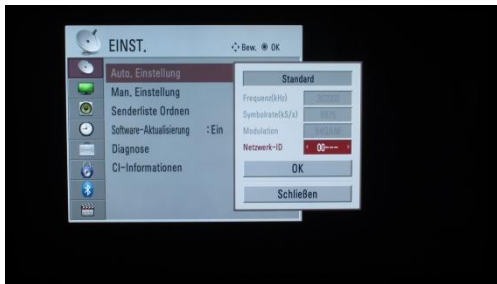 EINST.
Bew. OK
Auto. Einstellung
Man. Einstellung
Senderliste Ordnen
Software-Aktualisierung : Ein
Diagnose
CI-Informationen
Standard
Frequenz(kHz)
Symbolrate(kS/s)
Modulation
Netzwerk-ID 00---
OK
Schließen